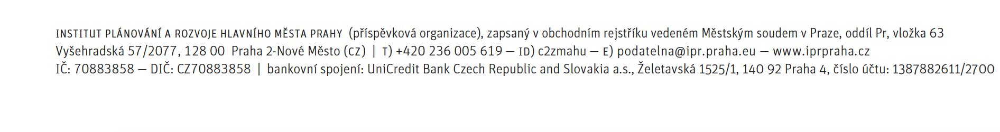 INSTITUT PLÁNOVÁNÍ A ROZVOJE HLAVNÍHO MĚSTA PRAHY (příspěvková organizace), zapsaný v obchodním rejstříku vedeném Městským soudem v Praze, oddíl Pr, vložka 63
Vyšehradská 57/2077, 128 00 Praha 2-Nové Město (CZ) | T) +420 236 005 619 — ID) c2zmahu — E) podatelna@ipr.praha.eu — www.iprpraha.cz
IČ: 70883858 — DIČ: CZ70883858 | bankovní spojení: UniCredit Bank Czech Republic and Slovakia a.s., Želetavská 1525/1, 140 92 Praha 4, číslo účtu: 1387882611/2700